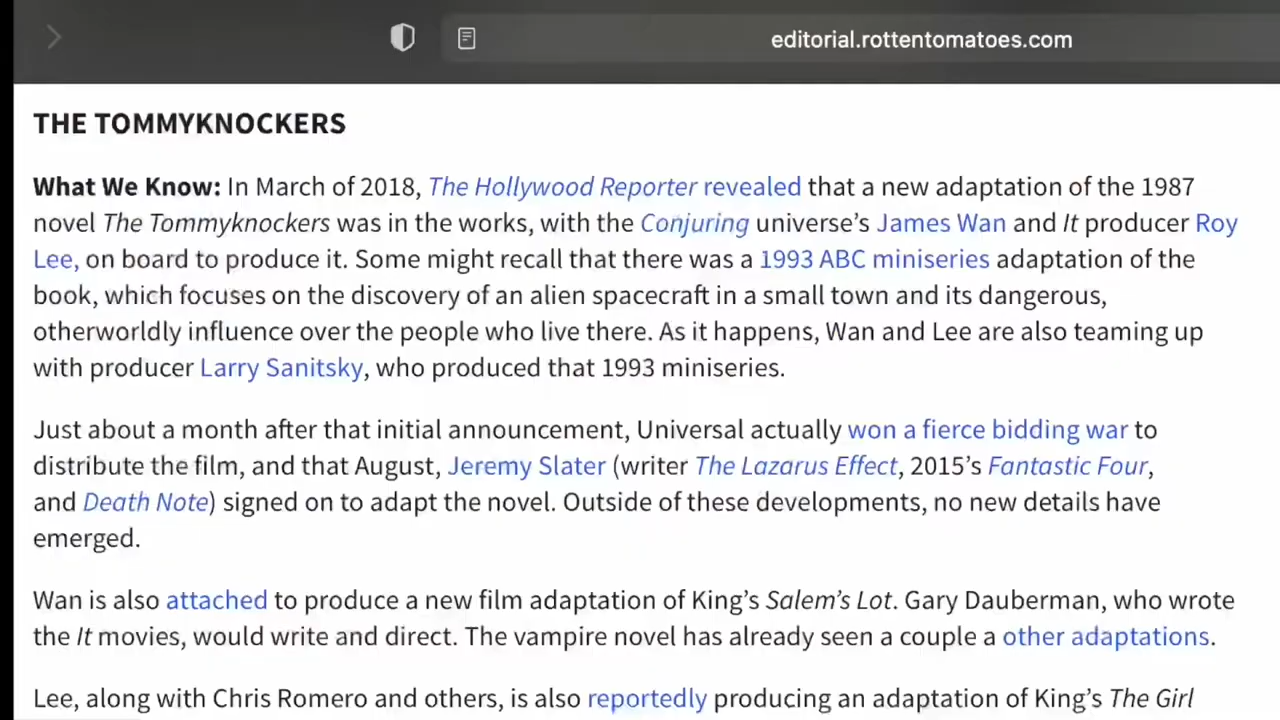 editorial.rottentomatoes.com
THE TOMMYKNOCKERS
What We Know: In March of 2018, The Hollywood Reporter revealed that a new adaptation of the 1987
novel The Tommyknockers was in the works, with the Conjuring universe’s James Wan and It producer Roy
Lee, on board to produce it. Some might recall that there was a 1993 ABC miniseries adaptation of the
book, which focuses on the discovery of an alien spacecraft in a small town and its dangerous,
otherworldly influence over the people who live there. As it happens, Wan and Lee are also teaming up
with producer Larry Sanitsky, who produced that 1993 miniseries.
Just about a month after that initial announcement, Universal actually won a fierce bidding war to
distribute the film, and that August, Jeremy Slater (writer The Lazarus Effect, 2015’s Fantastic Four,
and Death Note) signed on to adapt the novel. Outside of these developments, no new details have
emerged.
Wan is also attached to produce a new film adaptation of King’s Salem’s Lot. Gary Dauberman, who wrote
the It movies, would write and direct. The vampire novel has already seen a couple a other adaptations.
Lee, along with Chris Romero and others, is also reportedly producing an adaptation of King’s The Girl